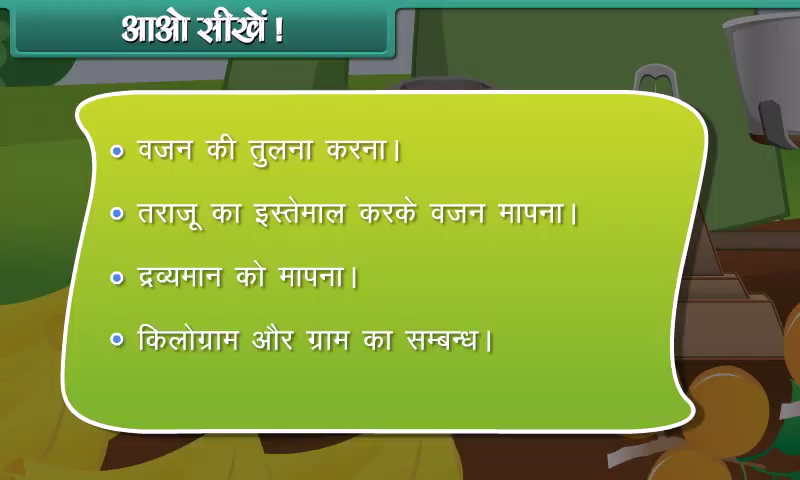 आओ सीखें!
वजन की तुलना करना।
तराजू का इस्तेमाल करके वजन मापना।
द्रव्यमान को मापना।
किलोग्राम और ग्राम का सम्बन्ध।